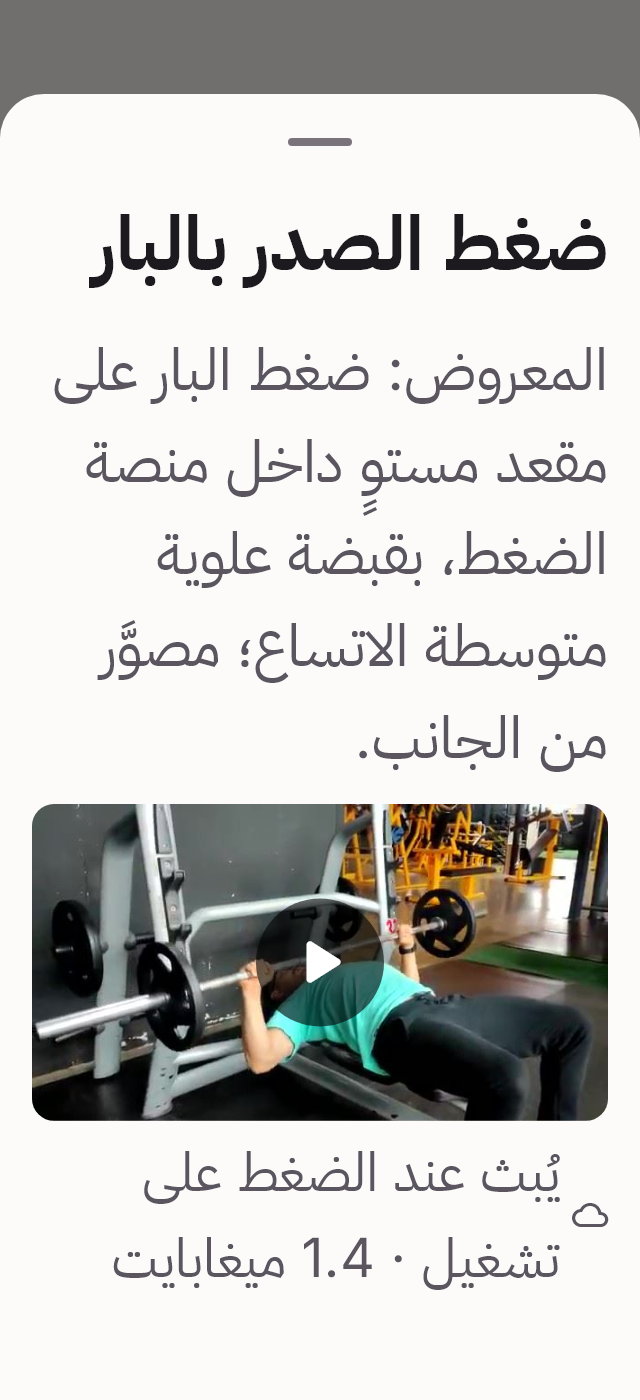 ضغط الصدر بالبار
المعروض: ضغط البار على
مقعد مستوٍ داخل منصة
الضغط، بقبضة علوية
متوسطة الاتساع؛ مصوَّر
من الجانب.
يُبث عند الضغط على
تشغيل · 1.4 ميغابايت